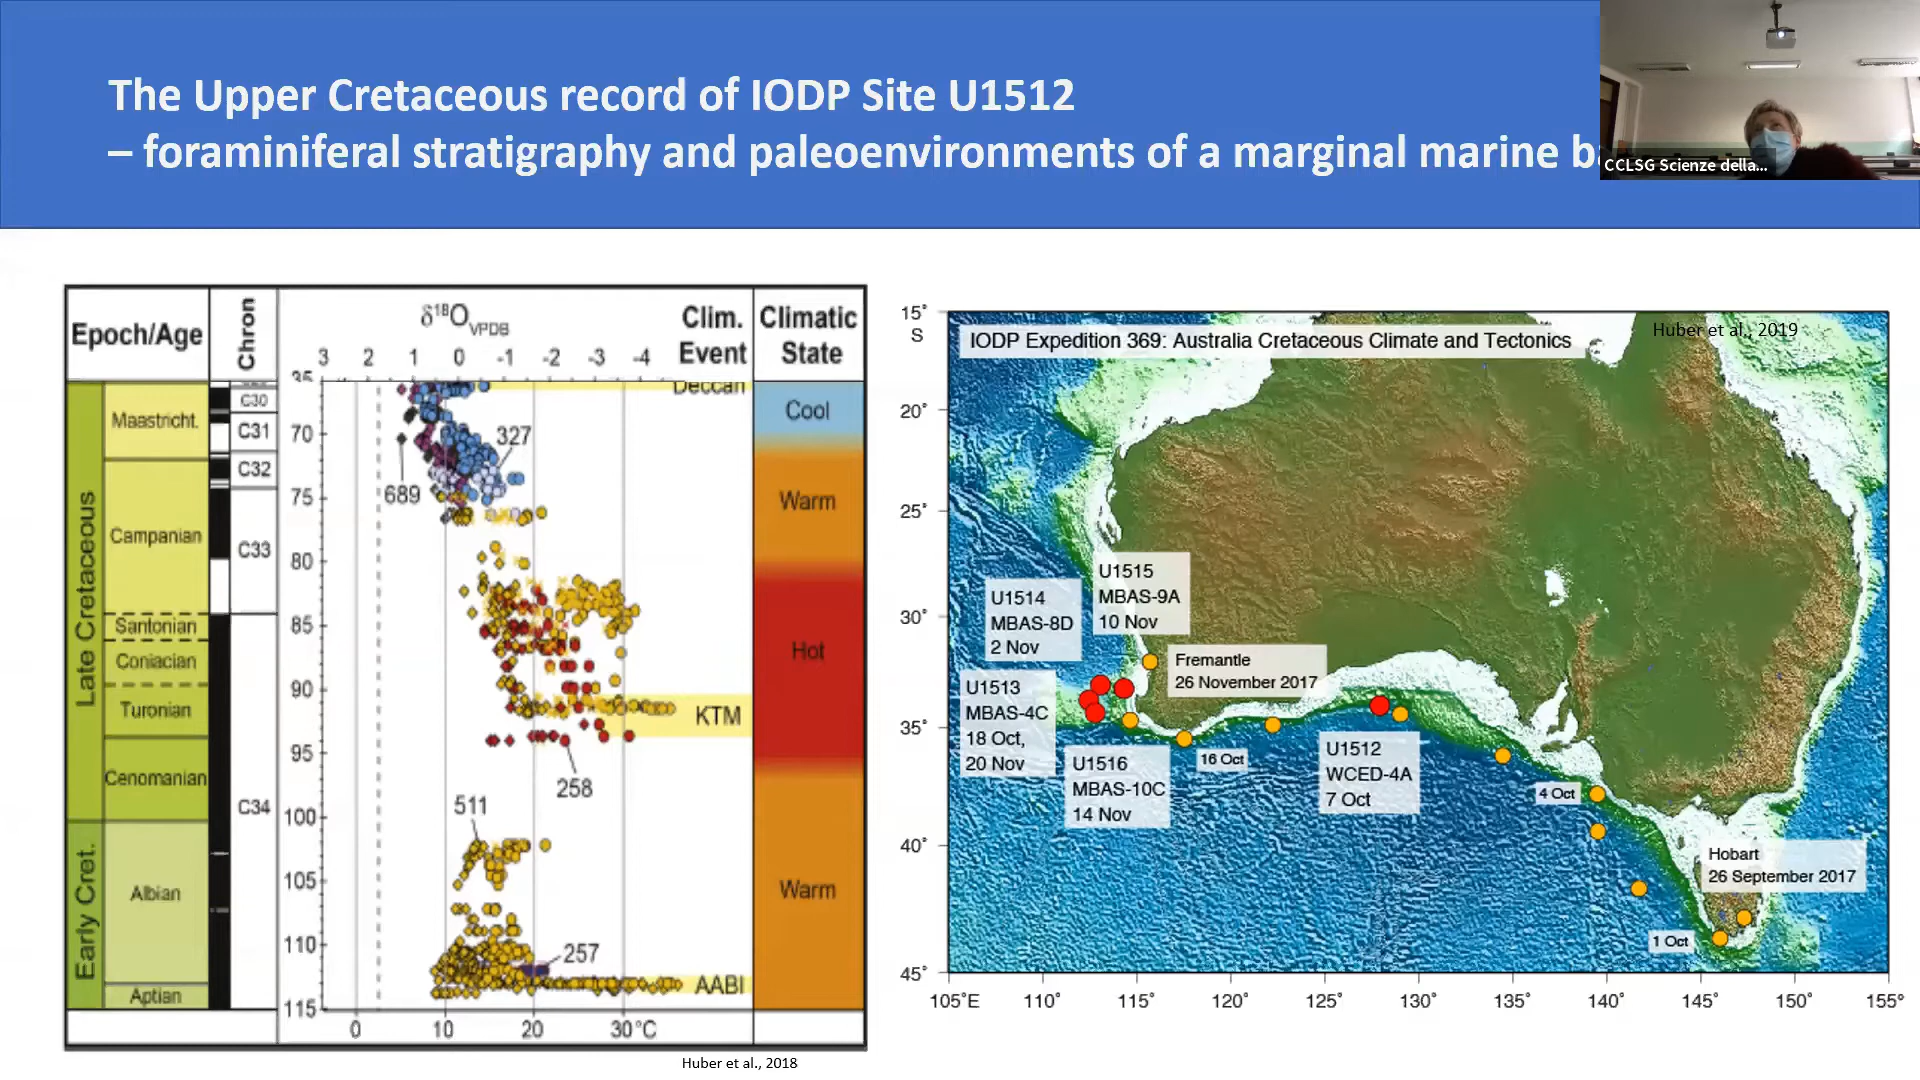 The Upper Cretaceous record of IODP Site U1512
– foraminiferal stratigraphy and paleoenvironments of a marginal marine b
CCLSG Scienze della...
Epoch/Age
Chron
δ18O VPDB
Clim.
Event
Climatic
State
3 2 1 0 -1 -2 -3 -4
Deccan
Late Cretaceous
Early Cret.
Maastricht.
Campanian
Santonian
Coniacian
Turonian
Cenomanian
Albian
Aptian
C30
C31
C32
C33
C34
70
75
80
85
90
95
100
105
110
115
327
689
KTM
258
511
257
AABI
Cool
Warm
Hot
Warm
0 10 20 30°C
Huber et al., 2018
IODP Expedition 369: Australia Cretaceous Climate and Tectonics
Huber et al., 2019
15°
S
20°
25°
30°
35°
40°
45°
U1515
MBAS-9A
10 Nov
U1514
MBAS-8D
2 Nov
Fremantle
26 November 2017
U1513
MBAS-4C
18 Oct,
20 Nov
U1516
MBAS-10C
14 Nov
16 Oct
U1512
WCED-4A
7 Oct
4 Oct
Hobart
26 September 2017
1 Oct
105°E 110° 115° 120° 125° 130° 135° 140° 145° 150° 155°